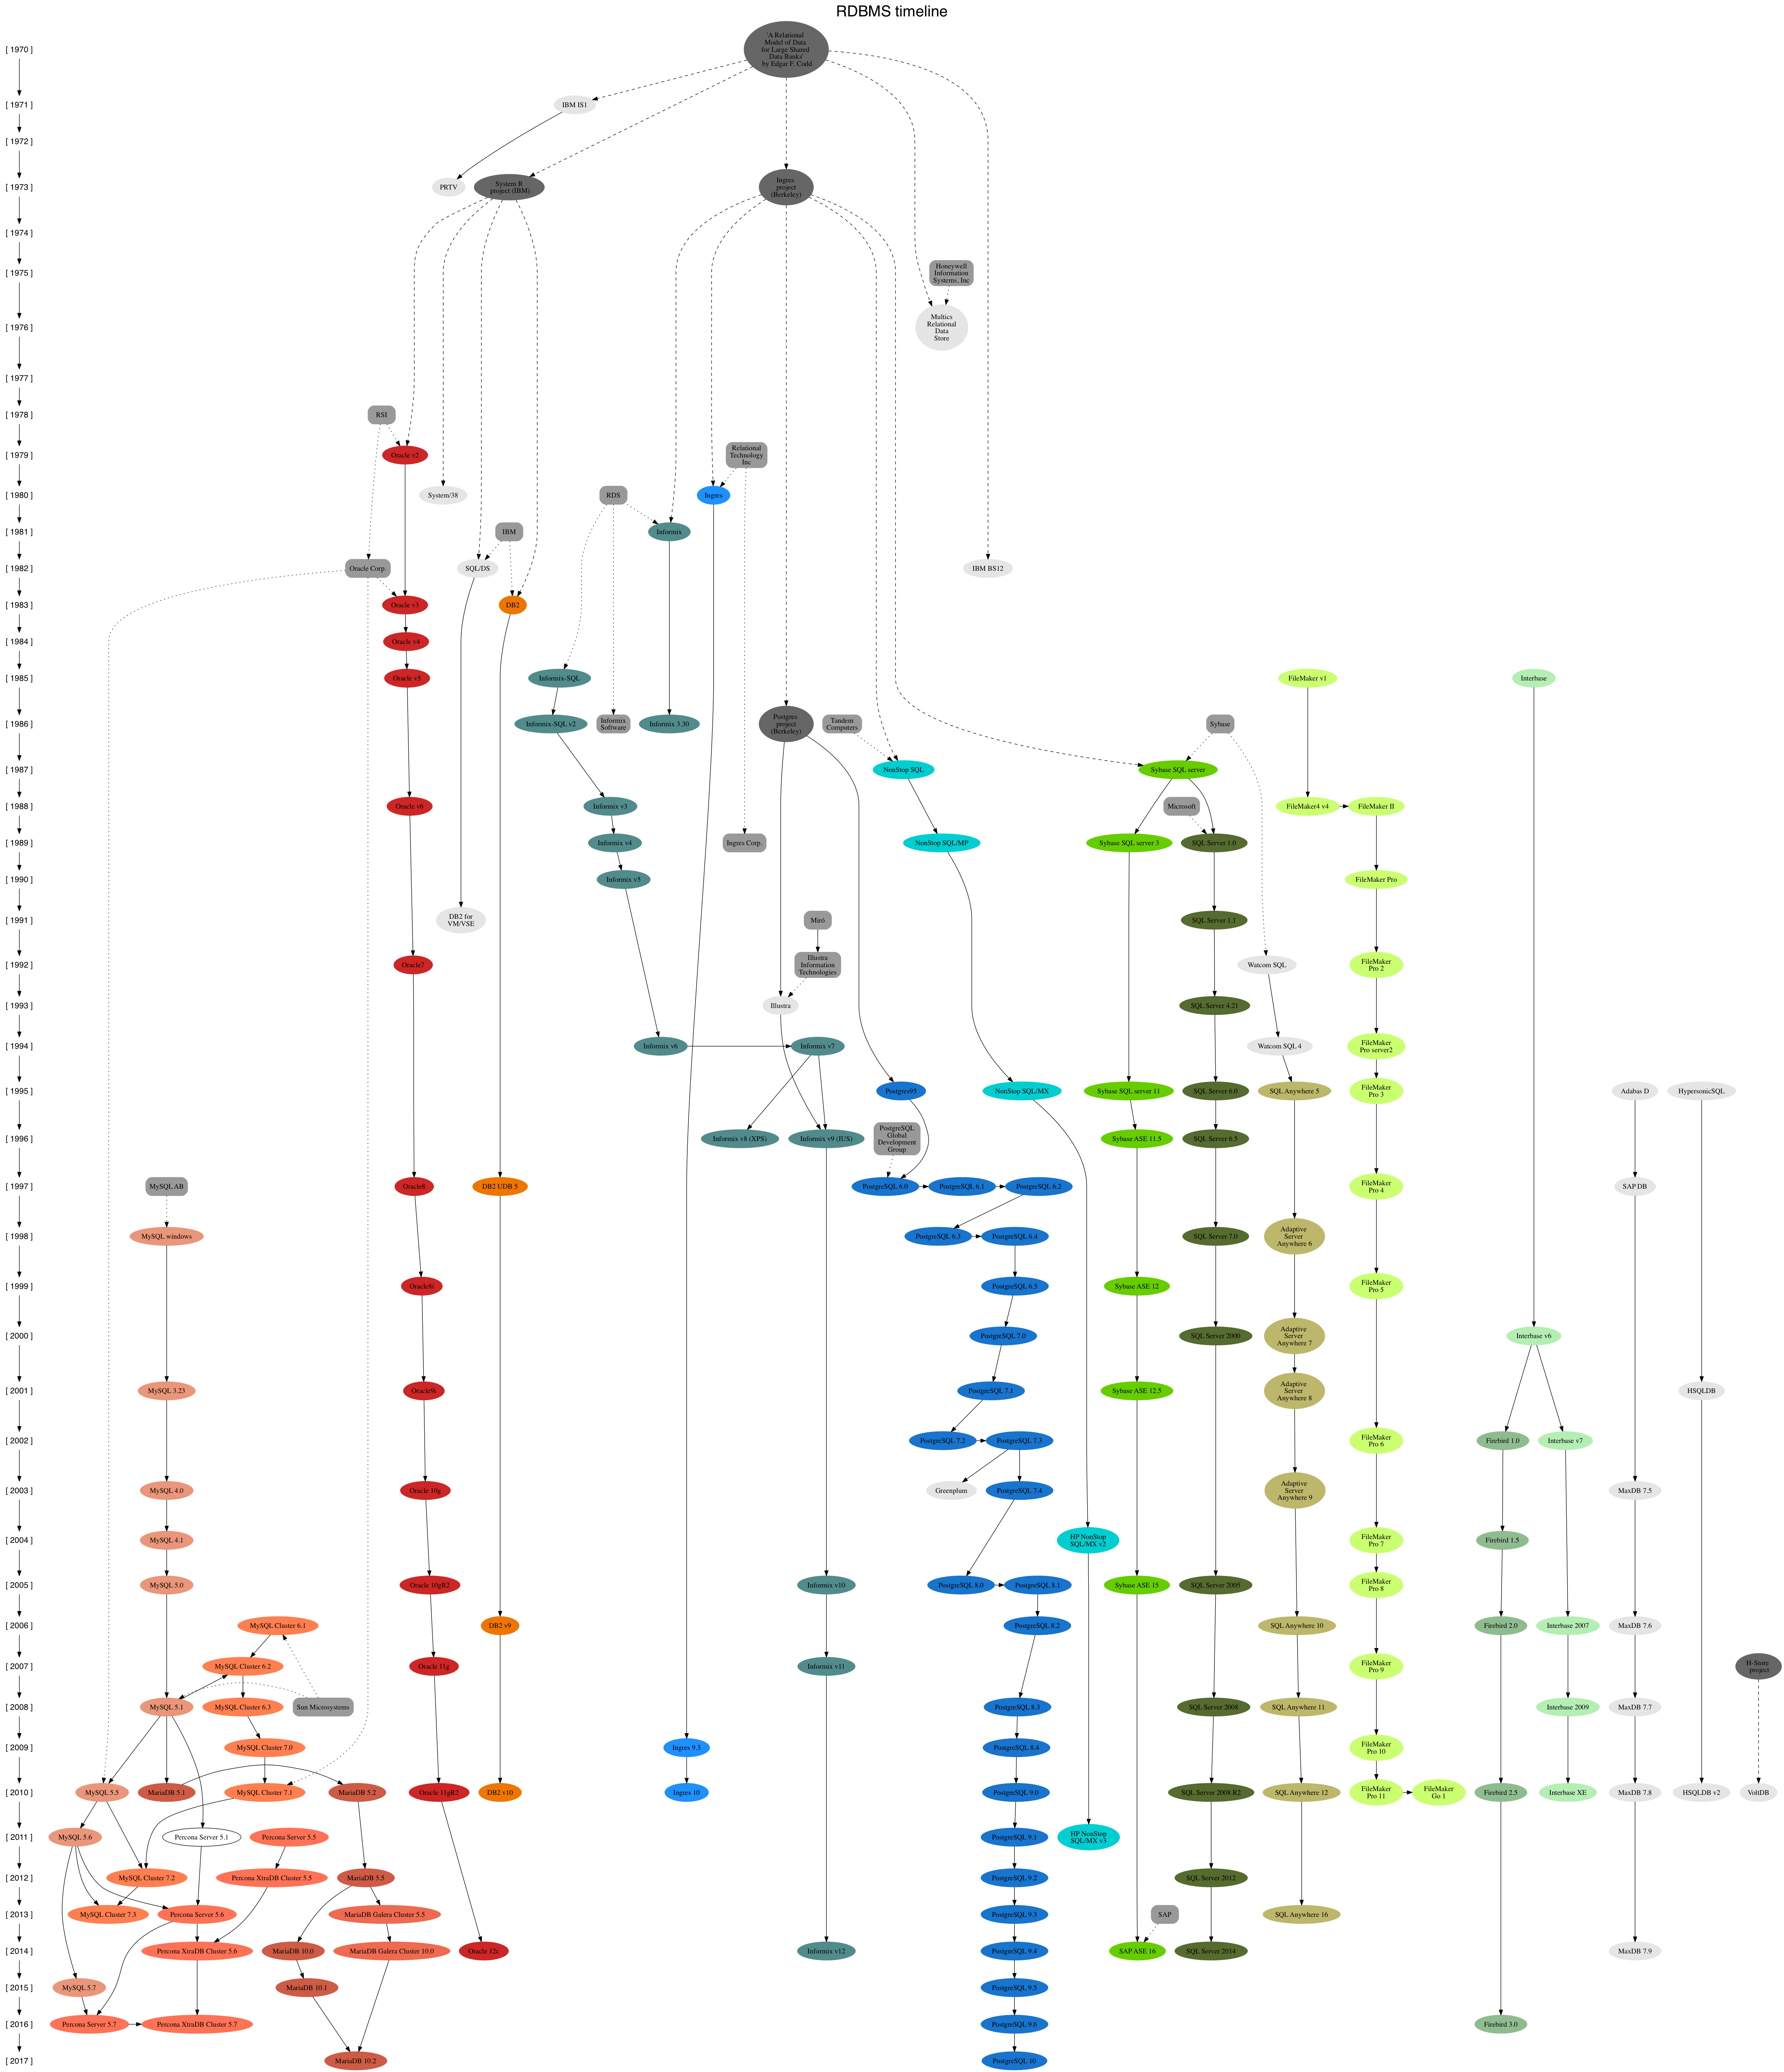 RDBMS timeline
[ 1970 ]
'A Relational
Model of Data
for Large Shared
Data Banks'
by Edgar F. Codd
[ 1971 ]
IBM IS1
[ 1972 ]
[ 1973 ]
PRTV
System R
project (IBM)
Ingres
project
(Berkeley)
[ 1974 ]
[ 1975 ]
Honeywell
Information
Systems, Inc
[ 1976 ]
Multics
Relational
Data
Store
[ 1977 ]
[ 1978 ]
RSI
[ 1979 ]
Oracle v2
Relational
Technology
Inc
[ 1980 ]
System/38
RDS
Ingres
[ 1981 ]
IBM
Informix
[ 1982 ]
Oracle Corp.
SQL/DS
IBM BS12
[ 1983 ]
Oracle v3
DB2
[ 1984 ]
Oracle v4
[ 1985 ]
Oracle v5
Informix-SQL
FileMaker v1
Interbase
[ 1986 ]
Informix-SQL v2
Informix
Software
Informix 3.30
Postgres
project
(Berkeley)
Tandem
Computers
Sybase
[ 1987 ]
NonStop SQL
Sybase SQL server
[ 1988 ]
Oracle v6
Informix v3
Microsoft
FileMaker4 v4
FileMaker II
[ 1989 ]
Informix v4
Ingres Corp.
NonStop SQL/MP
Sybase SQL server 3
SQL Server 1.0
[ 1990 ]
Informix v5
FileMaker Pro
[ 1991 ]
DB2 for
VM/VSE
Miró
SQL Server 1.1
[ 1992 ]
Oracle7
Illustra
Information
Technologies
Watcom SQL
FileMaker
Pro 2
[ 1993 ]
Illustra
SQL Server 4.21
[ 1994 ]
Informix v6
Informix v7
Watcom SQL 4
FileMaker
Pro server2
[ 1995 ]
Postgres95
NonStop SQL/MX
Sybase SQL server 11
SQL Server 6.0
SQL Anywhere 5
FileMaker
Pro 3
Adabas D
HypersonicSQL
[ 1996 ]
Informix v8 (XPS)
Informix v9 (IUS)
PostgreSQL
Global
Development
Group
Sybase ASE 11.5
SQL Server 6.5
[ 1997 ]
MySQL AB
Oracle8
DB2 UDB 5
PostgreSQL 6.0
PostgreSQL 6.1
PostgreSQL 6.2
FileMaker
Pro 4
SAP DB
[ 1998 ]
MySQL windows
PostgreSQL 6.3
PostgreSQL 6.4
SQL Server 7.0
Adaptive
Server
Anywhere 6
[ 1999 ]
Oracle8i
PostgreSQL 6.5
Sybase ASE 12
FileMaker
Pro 5
[ 2000 ]
PostgreSQL 7.0
SQL Server 2000
Adaptive
Server
Anywhere 7
Interbase v6
[ 2001 ]
MySQL 3.23
Oracle9i
PostgreSQL 7.1
Sybase ASE 12.5
Adaptive
Server
Anywhere 8
HSQLDB
[ 2002 ]
PostgreSQL 7.2
PostgreSQL 7.3
FileMaker
Pro 6
Firebird 1.0
Interbase v7
[ 2003 ]
MySQL 4.0
Oracle 10g
Greenplum
PostgreSQL 7.4
Adaptive
Server
Anywhere 9
MaxDB 7.5
[ 2004 ]
MySQL 4.1
HP NonStop
SQL/MX v2
FileMaker
Pro 7
Firebird 1.5
[ 2005 ]
MySQL 5.0
Oracle 10gR2
Informix v10
PostgreSQL 8.0
PostgreSQL 8.1
Sybase ASE 15
SQL Server 2005
FileMaker
Pro 8
[ 2006 ]
MySQL Cluster 6.1
DB2 v9
PostgreSQL 8.2
SQL Anywhere 10
Firebird 2.0
Interbase 2007
MaxDB 7.6
[ 2007 ]
MySQL Cluster 6.2
Oracle 11g
Informix v11
FileMaker
Pro 9
H-Store
project
[ 2008 ]
MySQL 5.1
MySQL Cluster 6.3
Sun Microsystems
PostgreSQL 8.3
SQL Server 2008
SQL Anywhere 11
Interbase 2009
MaxDB 7.7
[ 2009 ]
MySQL Cluster 7.0
Ingres 9.3
PostgreSQL 8.4
FileMaker
Pro 10
[ 2010 ]
MySQL 5.5
MariaDB 5.1
MySQL Cluster 7.1
MariaDB 5.2
Oracle 11gR2
DB2 v10
Ingres 10
PostgreSQL 9.0
SQL Server 2008 R2
SQL Anywhere 12
FileMaker
Pro 11
FileMaker
Go 1
Firebird 2.5
Interbase XE
MaxDB 7.8
HSQLDB v2
VoltDB
[ 2011 ]
MySQL 5.6
Percona Server 5.1
Percona Server 5.5
PostgreSQL 9.1
HP NonStop
SQL/MX v3
[ 2012 ]
MySQL Cluster 7.2
Percona XtraDB Cluster 5.5
MariaDB 5.5
PostgreSQL 9.2
SQL Server 2012
[ 2013 ]
MySQL Cluster 7.3
Percona Server 5.6
MariaDB Galera Cluster 5.5
PostgreSQL 9.3
SAP
SQL Anywhere 16
[ 2014 ]
Percona XtraDB Cluster 5.6
MariaDB 10.0
MariaDB Galera Cluster 10.0
Oracle 12c
Informix v12
PostgreSQL 9.4
SAP ASE 16
SQL Server 2014
MaxDB 7.9
[ 2015 ]
MySQL 5.7
MariaDB 10.1
PostgreSQL 9.5
[ 2016 ]
Percona Server 5.7
Percona XtraDB Cluster 5.7
PostgreSQL 9.6
Firebird 3.0
[ 2017 ]
MariaDB 10.2
PostgreSQL 10